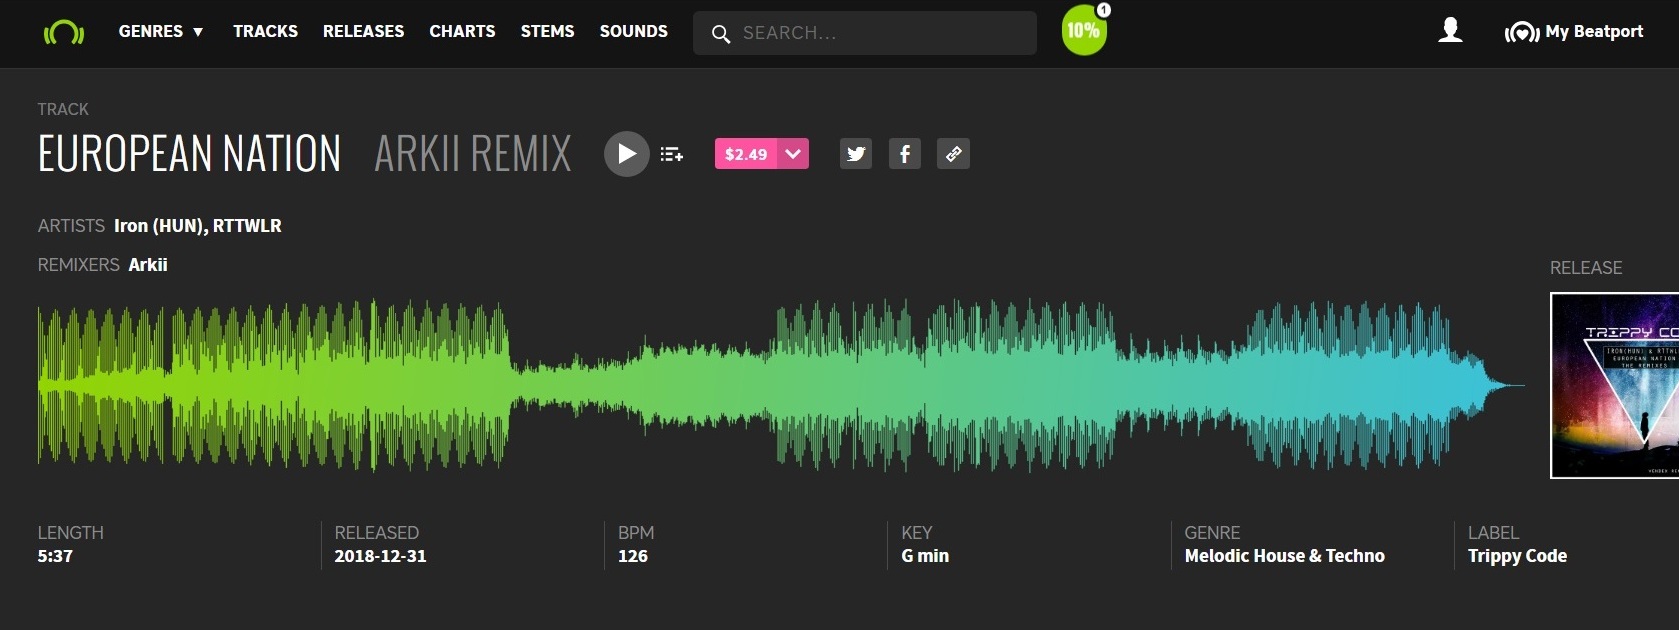 GENRES ▼ TRACKS RELEASES CHARTS STEMS SOUNDS SEARCH... 10% 1 My Beatport
TRACK
EUROPEAN NATION ARKII REMIX $2.49
ARTISTS Iron (HUN), RTTWLR
REMIXERS Arkii
RELEASE
TRIPPY CO
IRON(HUN) & RTTWL
EUROPEAN NATION
THE REMIXES
LENGTH RELEASED BPM KEY GENRE LABEL
5:37 2018-12-31 126 G min Melodic House & Techno Trippy Code